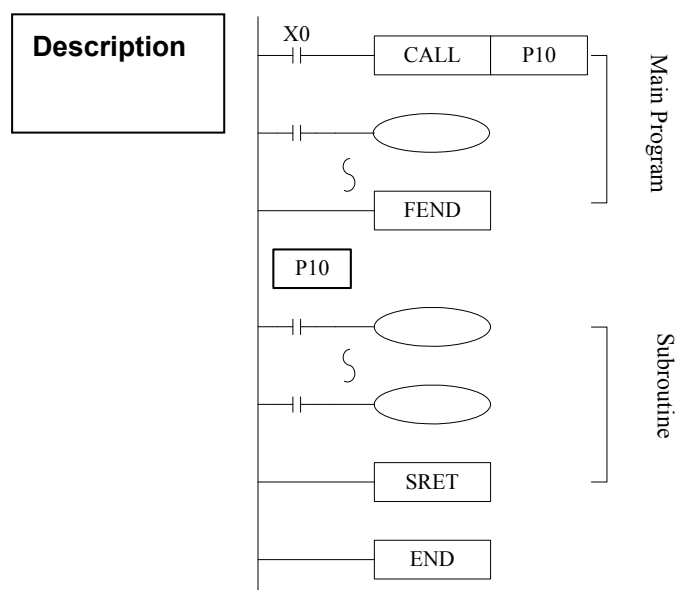 Description
X0
CALL P10
FEND
Main Program
P10
Subroutine
SRET
END